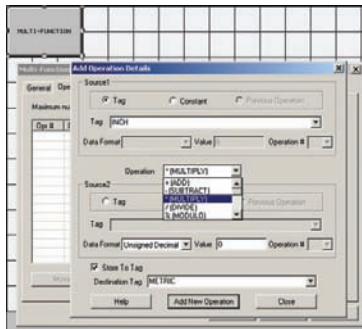 MULTI-FUNCTION
Multi-Function
Add Operation Details
General Ope
Maximum nu
Opr #
Source1
Tag Constant Previous Operation
Tag INCH
Data Format Value Operation #
Operation * (MULTIPLY)
+ (ADD)
- (SUBTRACT)
* (MULTIPLY)
/ (DIVIDE)
% (MODULO)
Source2
Tag Previous Operation
Tag
Data Format Unsigned Decimal Value 0 Operation #
Store To Tag
Destination Tag METRIC
Help Add New Operation Close